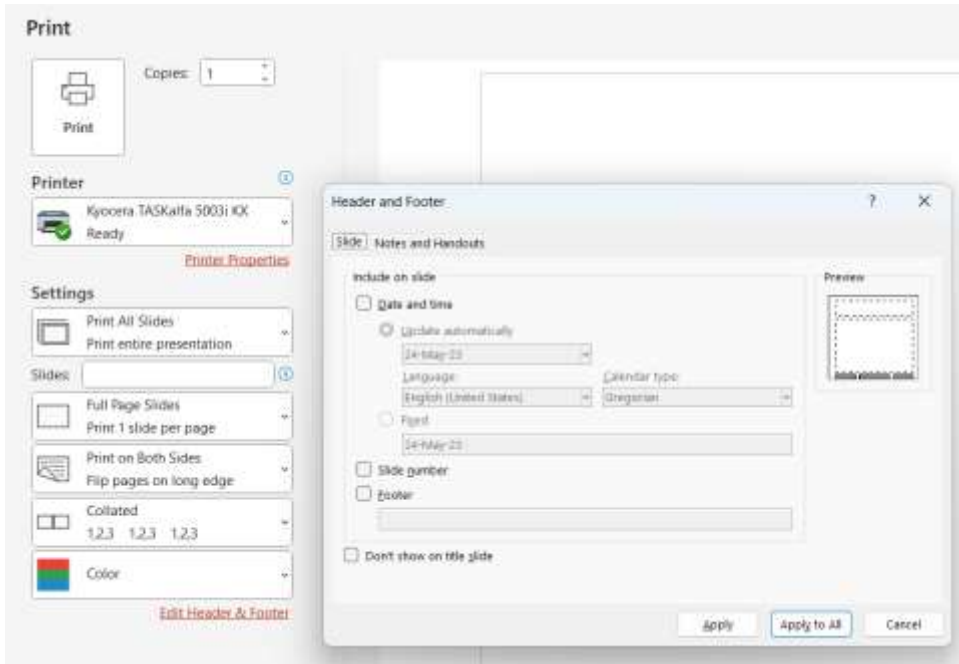 Print
Copies: 1
Print
Printer
Kyocera TASKalfa 5003i KX
Ready
Printer Properties
Settings
Print All Slides
Print entire presentation
Slides:
Full Page Slides
Print 1 slide per page
Print on Both Sides
Flip pages on long edge
Collated
1,2,3 1,2,3 1,2,3
Color
Edit Header & Footer
Header and Footer
? X
Slide Notes and Handouts
Include on slide
Date and time
Update automatically
24-May-23
Language: Calendar type:
English (United States) Gregorian
Fixed
24-May-23
Slide number
Footer
Don't show on title slide
Preview
Apply Apply to All Cancel